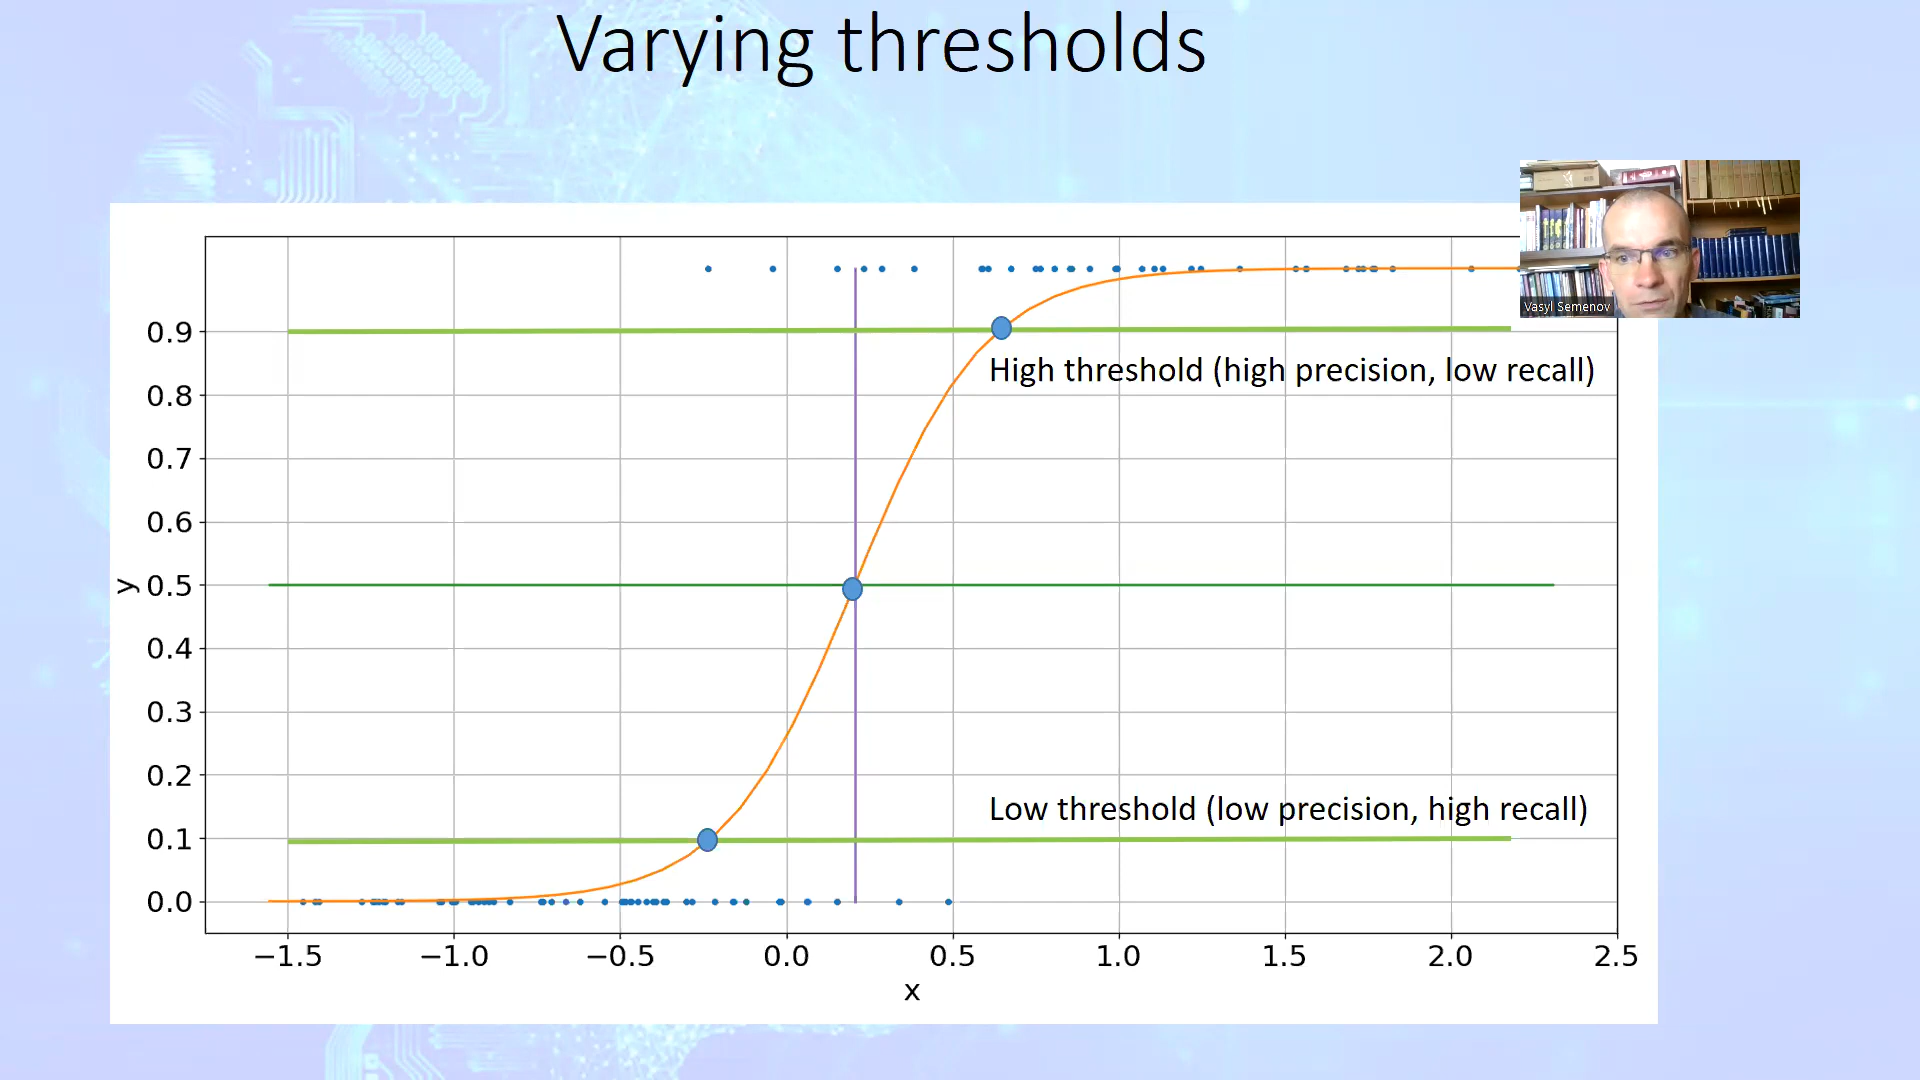 Varying thresholds
Vasyl Semenov
0.9
High threshold (high precision, low recall)
0.8
0.7
0.6
0.5
y
0.4
0.3
0.2
Low threshold (low precision, high recall)
0.1
0.0
−1.5 −1.0 −0.5 0.0 0.5 1.0 1.5 2.0 2.5
x